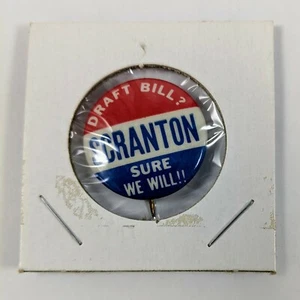 DRAFT BILL?
SCRANTON
SURE
WE WILL!!